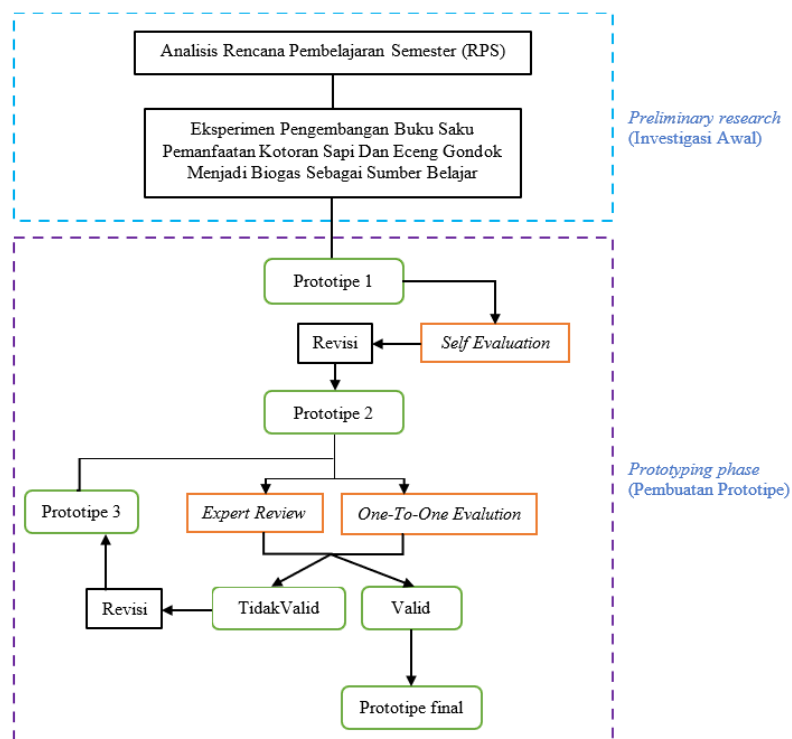 Analisis Rencana Pembelajaran Semester (RPS)
Eksperimen Pengembangan Buku Saku
Pemanfaatan Kotoran Sapi Dan Eceng Gondok
Menjadi Biogas Sebagai Sumber Belajar
Preliminary research
(Investigasi Awal)
Prototipe 1
Revisi
Self Evaluation
Prototipe 2
Prototyping phase
(Pembuatan Prototipe)
Prototipe 3
Expert Review
One-To-One Evalution
Revisi
TidakValid
Valid
Prototipe final